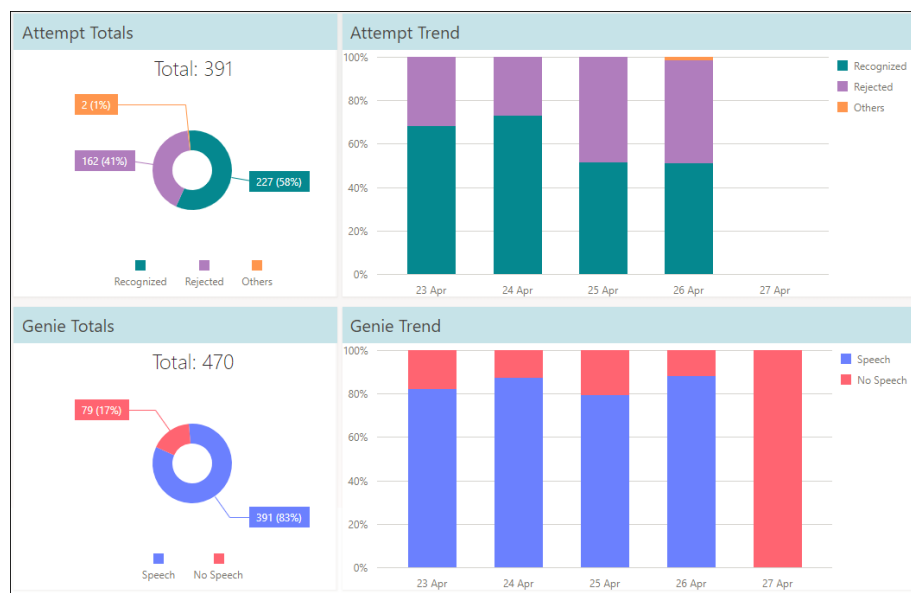 Attempt Totals
Total: 391
2 (1%)
162 (41%)
227 (58%)
Recognized Rejected Others
Attempt Trend
100%
80%
60%
40%
20%
0%
23 Apr 24 Apr 25 Apr 26 Apr 27 Apr
Recognized
Rejected
Others
Genie Totals
Total: 470
79 (17%)
391 (83%)
Speech No Speech
Genie Trend
100%
80%
60%
40%
20%
0%
23 Apr 24 Apr 25 Apr 26 Apr 27 Apr
Speech
No Speech